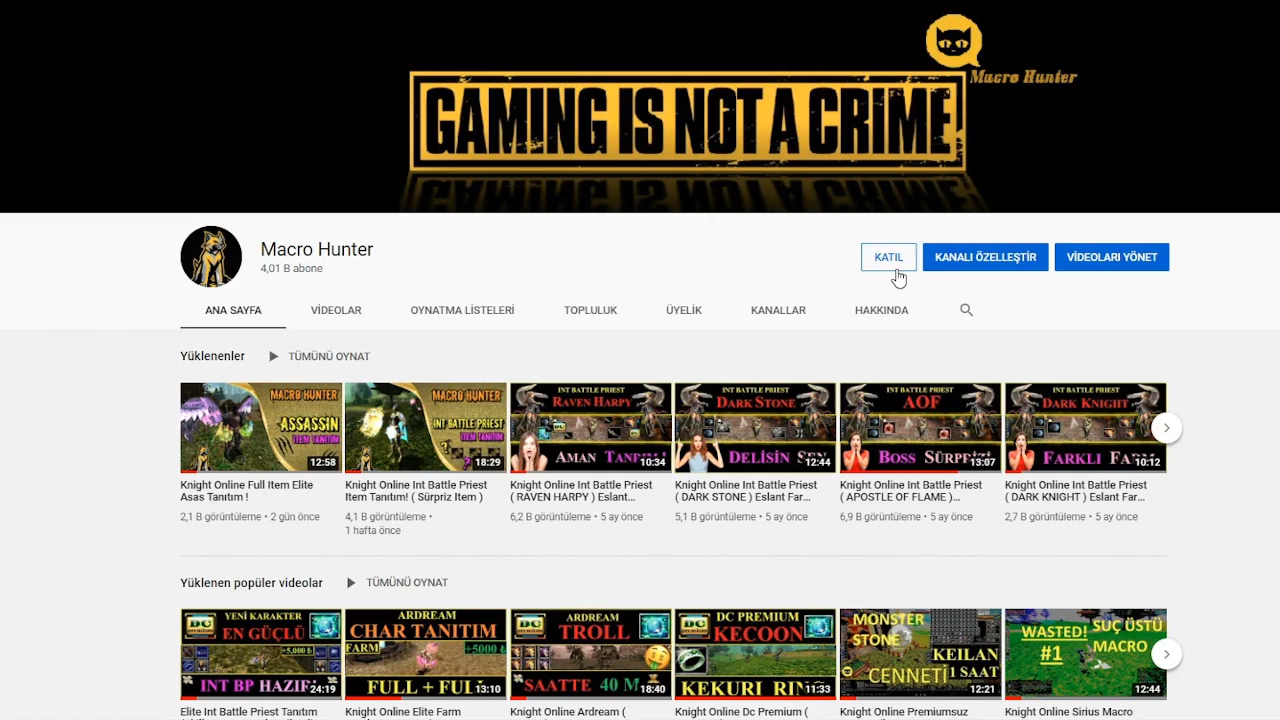 Macro Hunter
GAMING IS NOT A CRIME
Macro Hunter
4,01 B abone
KATIL
KANALI ÖZELLEŞTİR
VİDEOLARI YÖNET
ANA SAYFA
VİDEOLAR
OYNATMA LİSTELERİ
TOPLULUK
ÜYELİK
KANALLAR
HAKKINDA
Yüklenenler
TÜMÜNÜ OYNAT
MACRO HUNTER
ASSASSIN
ITEM TANITIM
12:58
MACRO HUNTER
INT BATTLE PRIEST
ITEM TANITIM
?
?
18:29
INT BATTLE PRIEST
RAVEN HARPY
AMAN
10:34
INT BATTLE PRIEST
DARK STONE
DELİSİN
12:44
INT BATTLE PRIEST
AOF
BOSS
13:07
INT BATTLE PRIEST
DARK KNIGHT
FARKLI
10:12
Knight Online Full Item Elite
Asas Tanıtım !
2,1 B görüntüleme • 2 gün önce
Knight Online Int Battle Priest
Item Tanitim! ( Sürpriz Item )
4,1 B görüntüleme •
1 hafta önce
Knight Online Int Battle Priest
( RAVEN HARPY ) Eslant...
6,2 B görüntüleme • 5 ay önce
Knight Online Int Battle Priest
( DARK STONE ) Eslant Far...
5,1 B görüntüleme • 5 ay önce
Knight Online Int Battle Priest
( APOSTLE OF FLAME )...
6,9 B görüntüleme • 5 ay önce
Knight Online Int Battle Priest
( DARK KNIGHT ) Eslant Far...
2,7 B görüntüleme • 5 ay önce
Yüklenen popüler videolar
TÜMÜNÜ OYNAT
YENİ KARAKTER
DC
premium
EN GÜÇLÜ
+5,000 ₺
INT BP
24:19
ARDREAM
CHAR TANITIM
FARM
+5000 ₺
FULL +
13:10
ARDREAM
DC
premium
TROLL
SAATTE 40 M
18:40
DC PREMIUM
DC
premium
KECOON
KEKURI
11:33
MONSTER
STONE
KEILAN
CENNETİ
1 SAAT
12:21
WASTED!
#1
SUÇ ÜSTÜ
MACRO
12:44
Elite Int Battle Priest Tanıtım
Knight Online Elite Farm
Knight Online Ardream (
Knight Online Dc Premium (
Knight Online Premiumsuz
Knight Online Sirius Macro